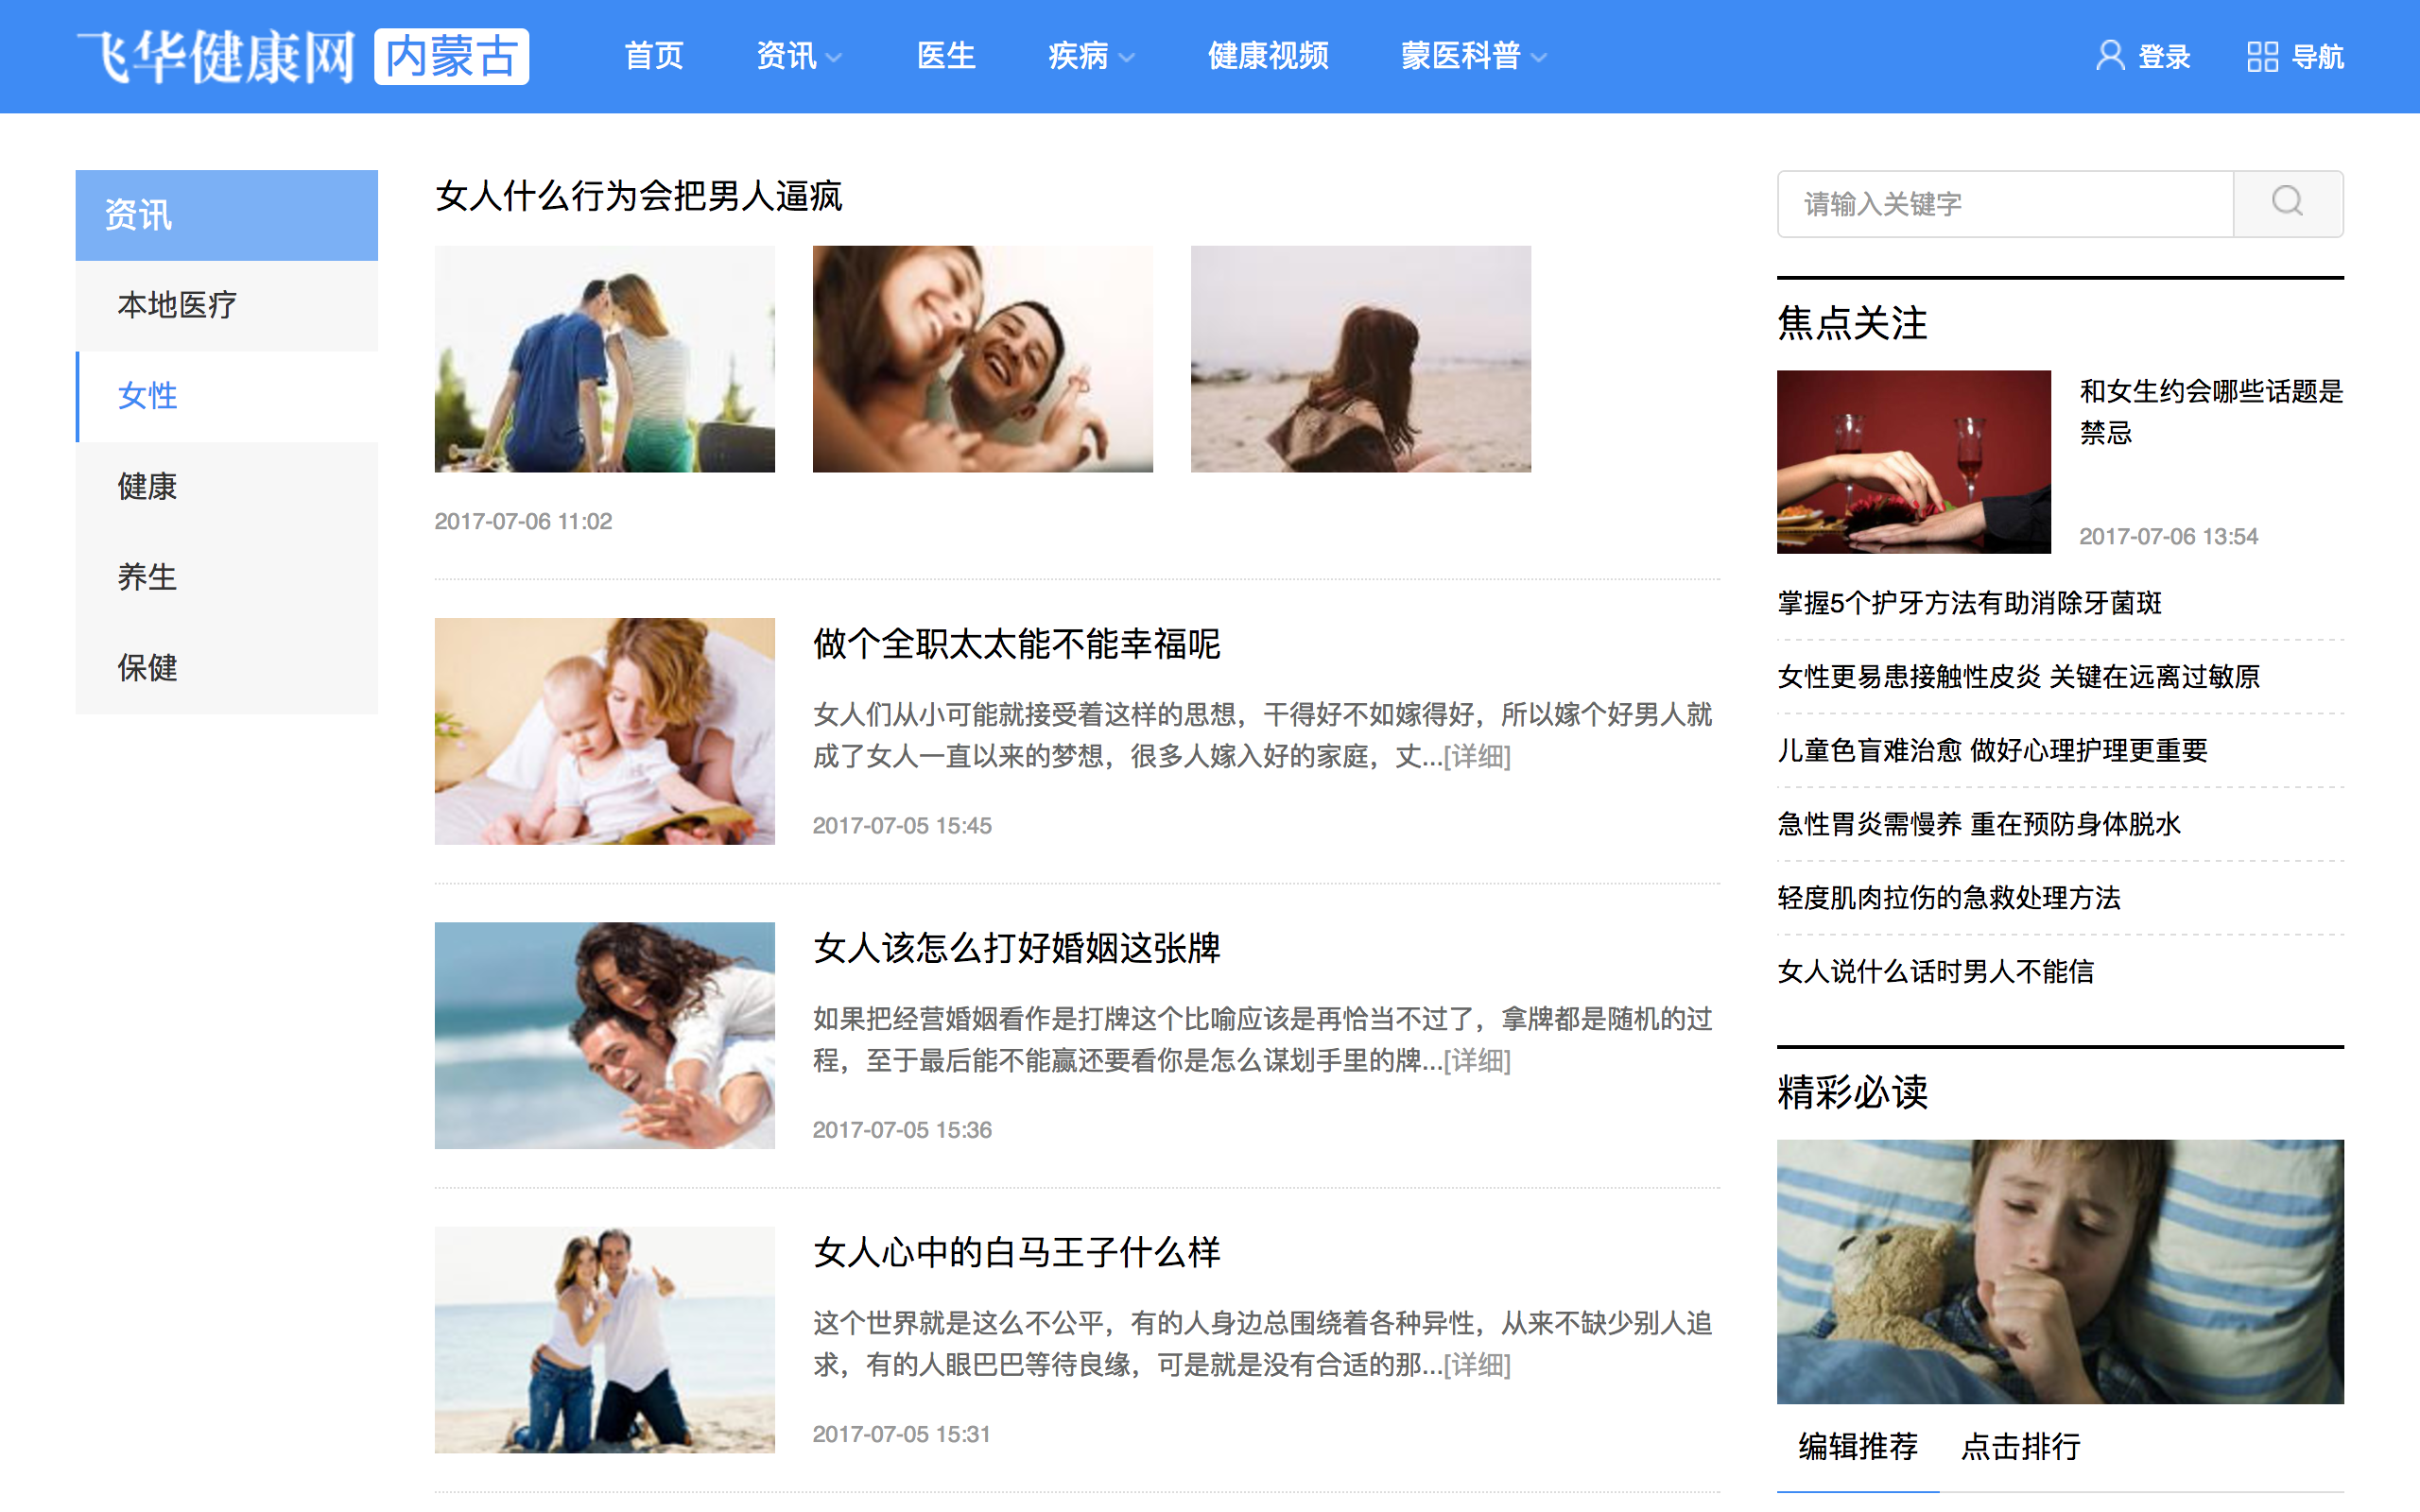 飞华健康网 内蒙古 首页 资讯 医生 疾病 健康视频 蒙医科普 登录 导航
资讯
本地医疗
女性
健康
养生
保健
女人什么行为会把男人逼疯
2017-07-06 11:02
做个全职太太能不能幸福呢
女人们从小可能就接受着这样的思想，干得好不如嫁得好，所以嫁个好男人就
成了女人一直以来的梦想，很多人嫁入好的家庭，丈...[详细]
2017-07-05 15:45
女人该怎么打好婚姻这张牌
如果把经营婚姻看作是打牌这个比喻应该是再恰当不过了，拿牌都是随机的过
程，至于最后能不能赢还要看你是怎么谋划手里的牌...[详细]
2017-07-05 15:36
女人心中的白马王子什么样
这个世界就是这么不公平，有的人身边总围绕着各种异性，从来不缺少别人追
求，有的人眼巴巴等待良缘，可是就是没有合适的那...[详细]
2017-07-05 15:31
请输入关键字
焦点关注
和女生约会哪些话题是
禁忌
2017-07-06 13:54
掌握5个护牙方法有助消除牙菌斑
女性更易患接触性皮炎 关键在远离过敏原
儿童色盲难治愈 做好心理护理更重要
急性胃炎需慢养 重在预防身体脱水
轻度肌肉拉伤的急救处理方法
女人说什么话时男人不能信
精彩必读
编辑推荐 点击排行